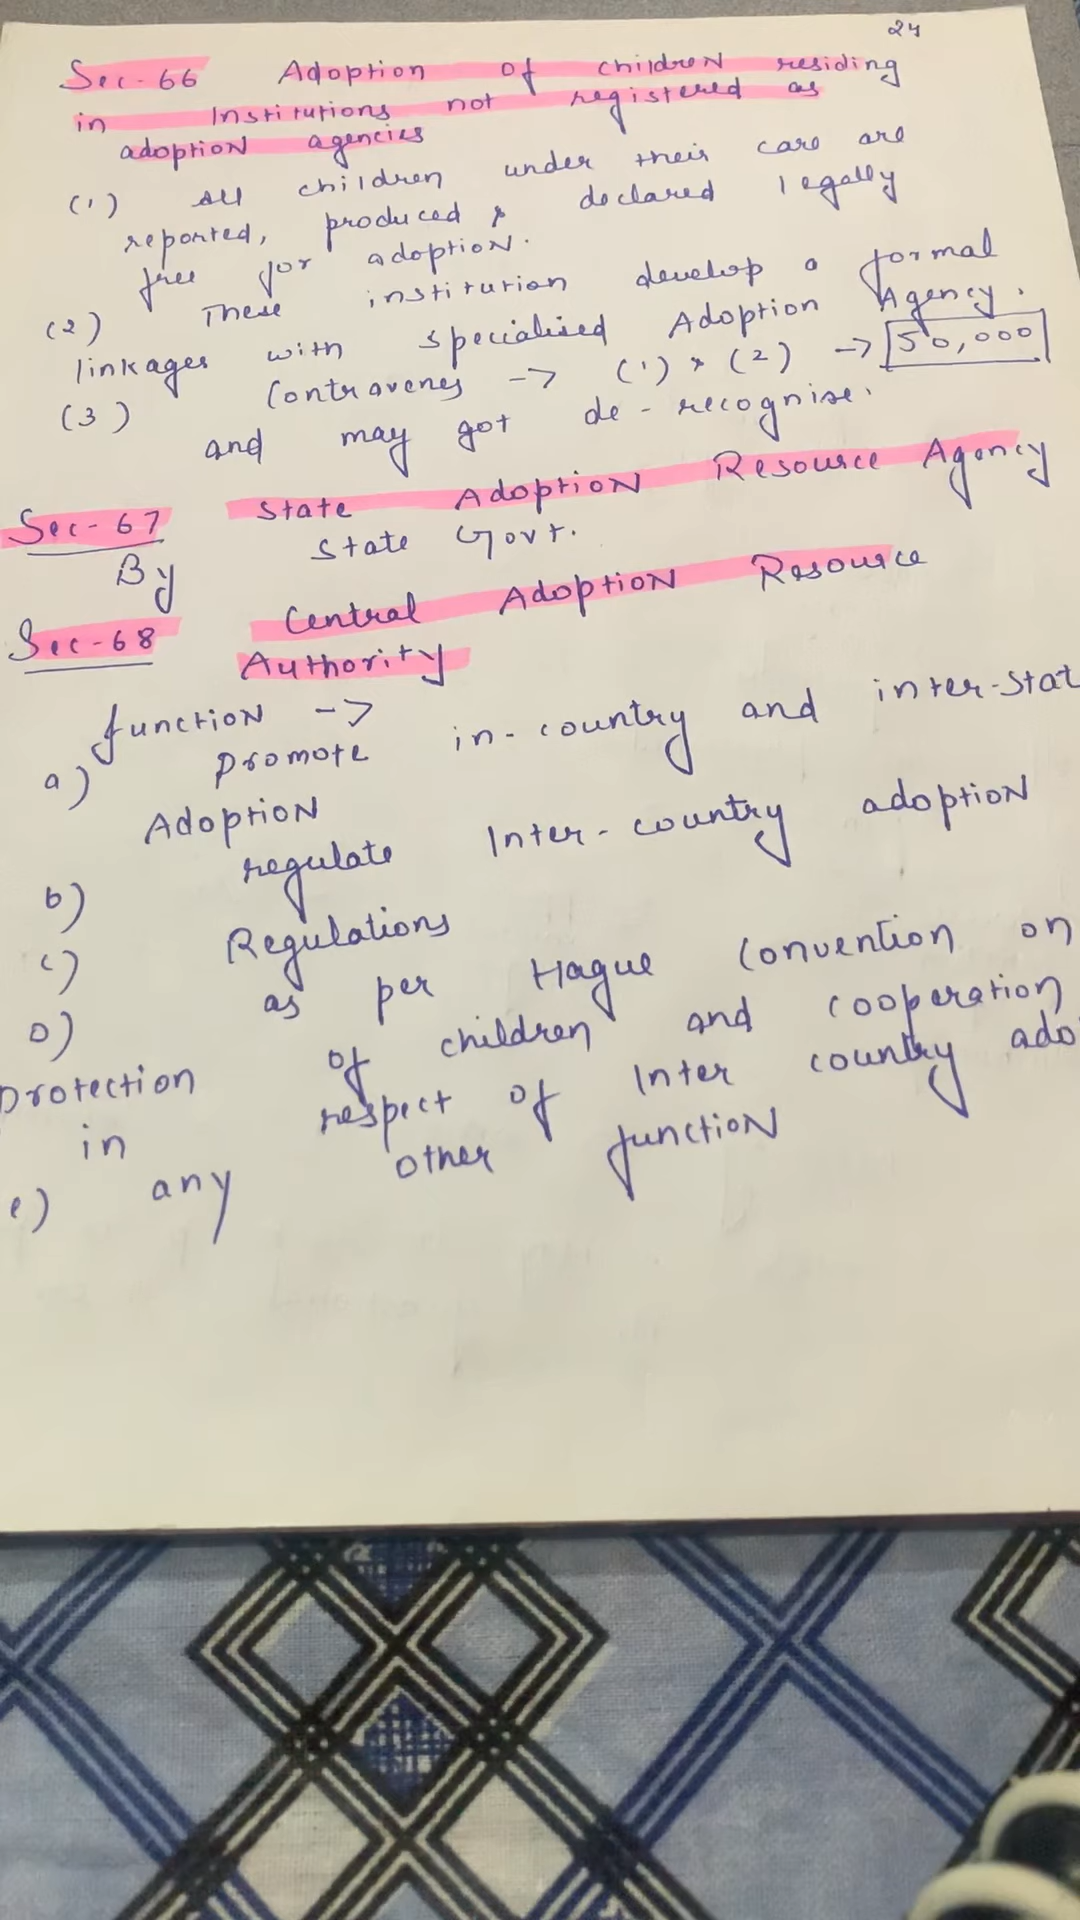 24
Sec-66 Adoption of children residing
in Institutions not registered as
adoption agencies
(1) All children under their care are
reported, produced & declared legally
free for adoption.
(2) These institution develop a formal
linkages with specialised Adoption Agency.
(3) Contravenes -> (1) & (2) -> 50,000
and may got de-recognise.
Sec-67 State Adoption Resource Agency
By State Govt.
Sec-68 Central Adoption Resource
Authority
function ->
a) promote in-country and inter-stat
Adoption
b) regulate Inter-country adoption
c) Regulations
D) as per Hague Convention on
protection of children and cooperation
in respect of Inter country ado
e) any other function